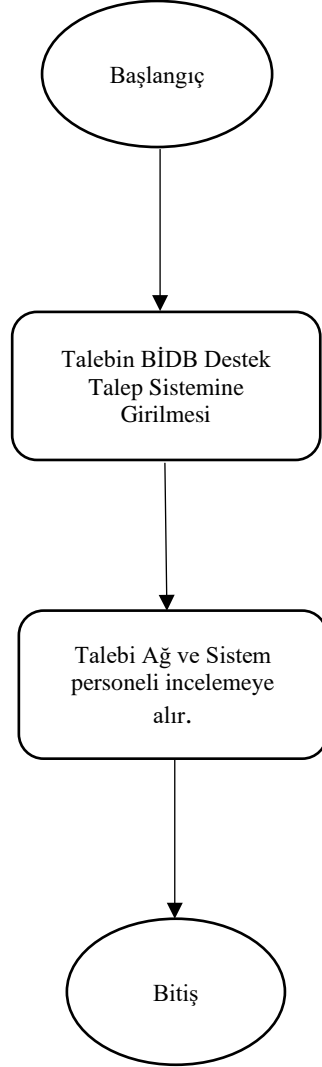 Başlangıç
Talebin BİDB Destek
Talep Sistemine
Girilmesi
Talebi Ağ ve Sistem
personeli incelemeye
alır.
Bitiş